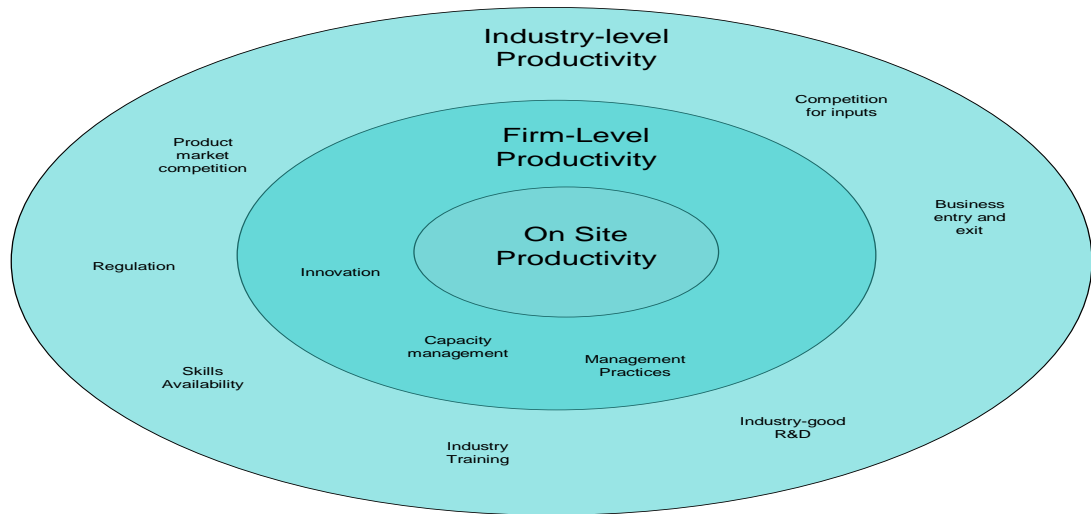 Industry-level
Productivity
Competition
for inputs
Product
market
competition
Firm-Level
Productivity
Business
entry and
exit
On Site
Productivity
Regulation
Innovation
Capacity
management
Management
Practices
Skills
Availability
Industry-good
R&D
Industry
Training